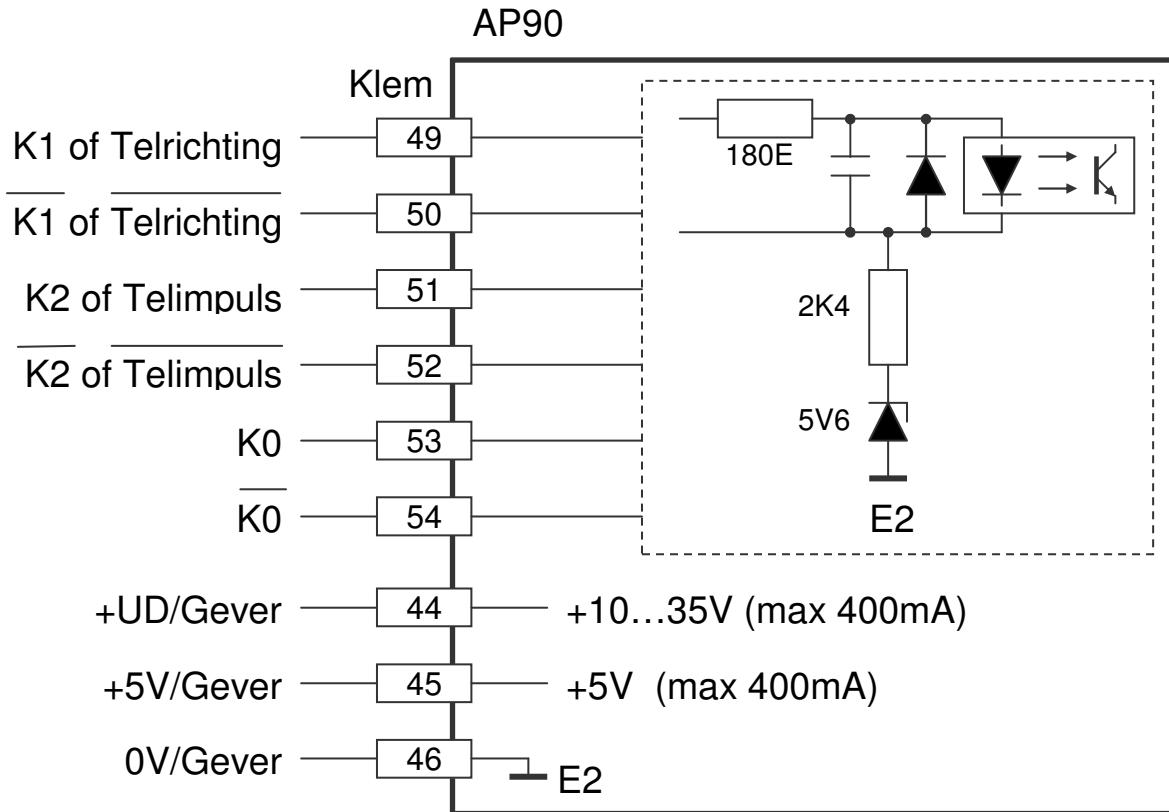 AP90
Klem
K1 of Telrichting
49
K1 of Telrichting
50
K2 of Telimpuls
51
K2 of Telimpuls
52
K0
53
K0
54
180E
2K4
5V6
E2
+UD/Gever
44
+10...35V (max 400mA)
+5V/Gever
45
+5V (max 400mA)
0V/Gever
46
E2